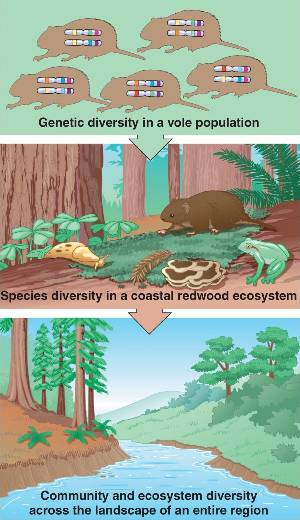 Genetic diversity in a vole population
Species diversity in a coastal redwood ecosystem
Community and ecosystem diversity
across the landscape of an entire region